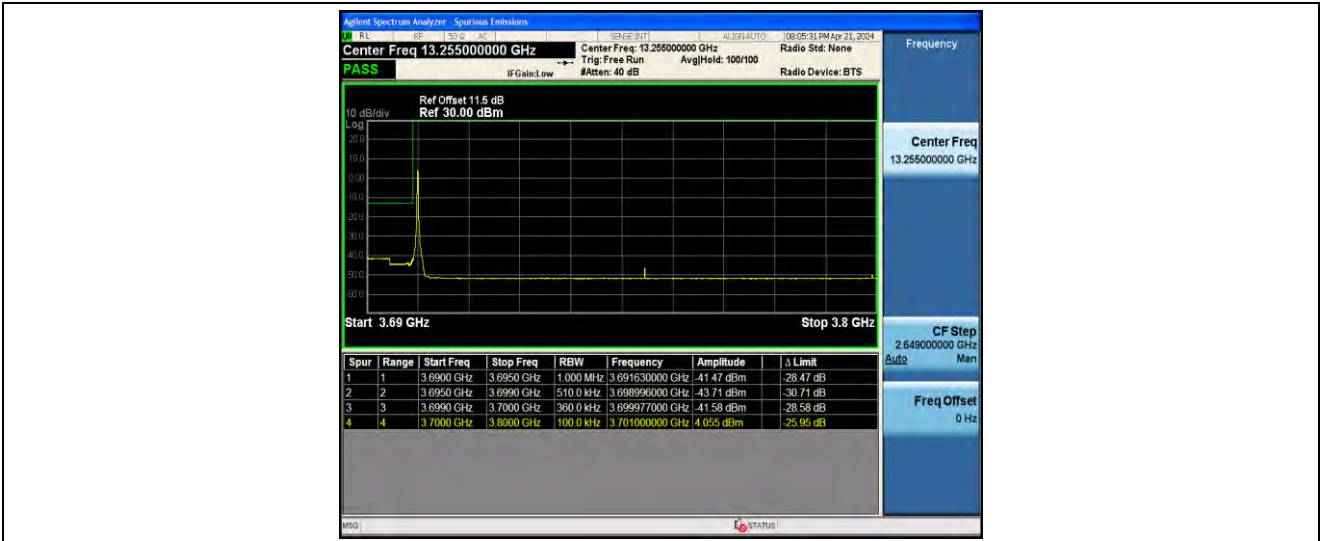 Agilent Spectrum Analyzer - Spurious Emissions
RL RF 50 Ω AC SENSE:INT ALIGNAUTO 08:05:31 PM Apr 21, 2024
Center Freq 13.255000000 GHz Center Freq: 13.255000000 GHz Radio Std: None Frequency
Trig: Free Run Avg|Hold: 100/100
PASS IFGain:Low #Atten: 40 dB Radio Device: BTS
Ref Offset 11.5 dB
10 dB/div Ref 30.00 dBm
Log
20.0
10.0
0.00
-10.0
-20.0
-30.0
-40.0
-50.0
-60.0
Start 3.69 GHz Stop 3.8 GHz
Center Freq
13.255000000 GHz
CF Step
2.649000000 GHz
Auto Man
Freq Offset
0 Hz
Spur Range Start Freq Stop Freq RBW Frequency Amplitude Δ Limit
1 1 3.6900 GHz 3.6950 GHz 1.000 MHz 3.691630000 GHz -41.47 dBm -28.47 dB
2 2 3.6950 GHz 3.6990 GHz 510.0 kHz 3.698996000 GHz -43.71 dBm -30.71 dB
3 3 3.6990 GHz 3.7000 GHz 360.0 kHz 3.699977000 GHz -41.58 dBm -28.58 dB
4 4 3.7000 GHz 3.8000 GHz 100.0 kHz 3.701000000 GHz 4.055 dBm -25.95 dB
MSG STATUS